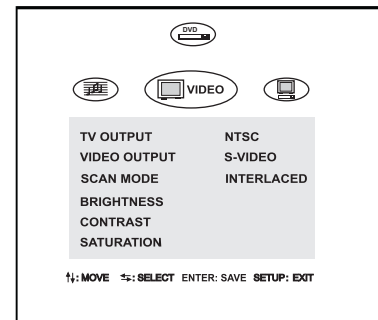 DVD
VIDEO
TV OUTPUT NTSC
VIDEO OUTPUT S-VIDEO
SCAN MODE INTERLACED
BRIGHTNESS
CONTRAST
SATURATION
↑↓: MOVE ⇆: SELECT ENTER: SAVE SETUP: EXIT